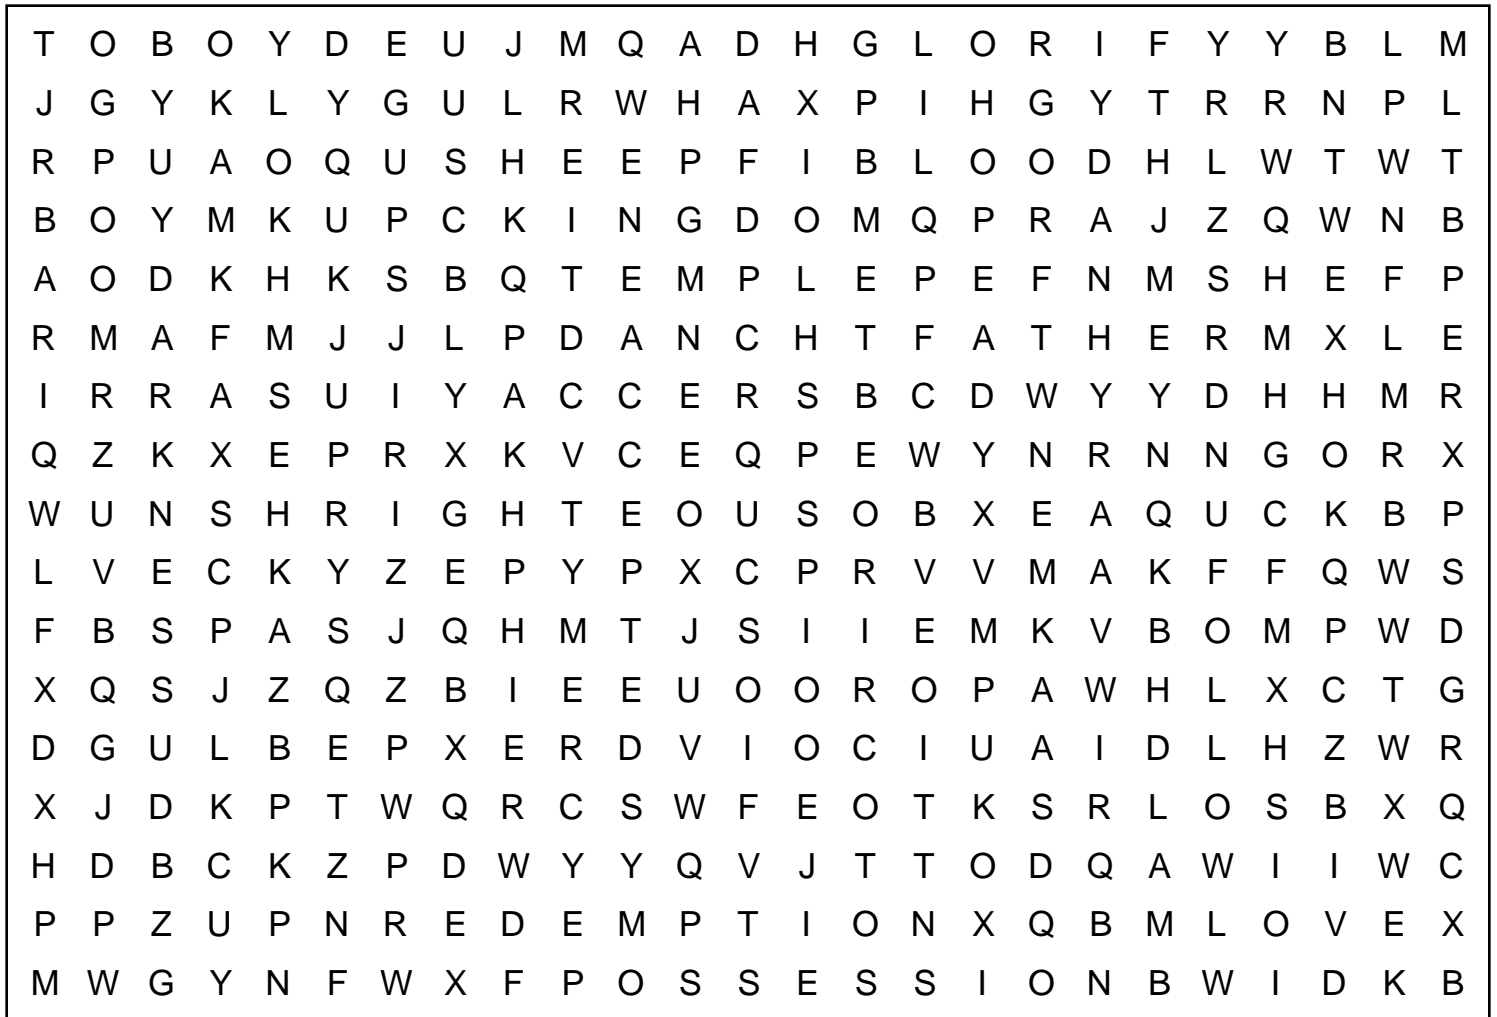 T O B O Y D E U J M Q A D H G L O R I F Y Y B L M
J G Y K L Y G U L R W H A X P I H G Y T R R N P L
R P U A O Q U S H E E P F I B L O O D H L W T W T
B O Y M K U P C K I N G D O M Q P R A J Z Q W N B
A O D K H K S B Q T E M P L E P E F N M S H E F P
R M A F M J J L P D A N C H T F A T H E R M X L E
I R R A S U I Y A C C E R S B C D W Y Y D H H M R
Q Z K X E P R X K V C E Q P E W Y N R N N G O R X
W U N S H R I G H T E O U S O B X E A Q U C K B P
L V E C K Y Z E P Y P X C P R V V M A K F F Q W S
F B S P A S J Q H M T J S I I E M K V B O M P W D
X Q S J Z Q Z B I E E U O O R O P A W H L X C T G
D G U L B E P X E R D V I O C I U A I D L H Z W R
X J D K P T W Q R C S W F E O T K S R L O S B X Q
H D B C K Z P D W Y Y Q V J T T O D Q A W I I W C
P P Z U P N R E D E M P T I O N X Q B M L O V E X
M W G Y N F W X F P O S S E S S I O N B W I D K B